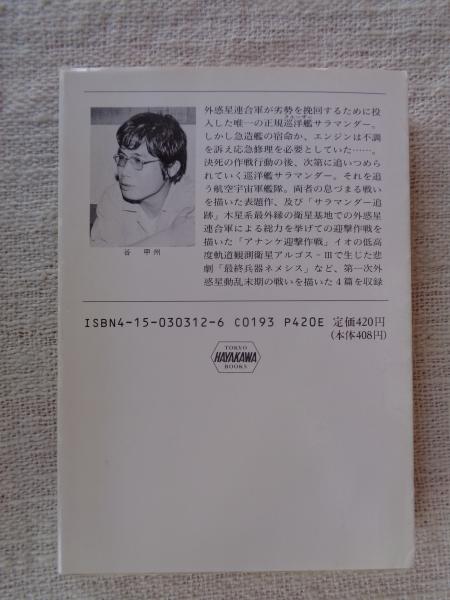 外惑星連合軍が劣勢を挽回するために投
入した唯一の正規巡洋艦サラマンダー。
しかし急造艦の宿命か、エンジンは不調
を訴え応急修理を必要としていた……。
決死の作戦行動の後、次第に追いつめら
れていく巡洋艦サラマンダー。それを追
う航空宇宙軍艦隊。両者の息づまる戦い
を描いた表題作、及び「サラマンダー追
跡」木星系最外縁の衛星基地での外惑星
連合軍による総力を挙げての迎撃作戦を
描いた「アナンケ迎撃作戦」イオの低高
度軌道観測衛星アルゴス-Ⅲで生じた悲
劇「最終兵器ネメシス」など、第一次外
惑星動乱末期の戦いを描いた4篇を収録
谷 甲州
ISBN4-15-030312-6 C0193 P420E 定価420円
(本体408円)
TOKYO
HAYAKAWA
BOOKS